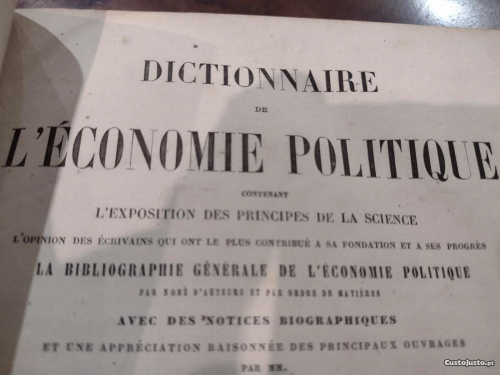 DICTIONNAIRE
DE
L'ÉCONOMIE POLITIQUE
CONTENANT
L'EXPOSITION DES PRINCIPES DE LA SCIENCE
L'OPINION DES ÉCRIVAINS QUI ONT LE PLUS CONTRIBUÉ A SA FONDATION ET A SES PROGRÈS
LA BIBLIOGRAPHIE GÉNÉRALE DE L'ÉCONOMIE POLITIQUE
PAR NOMS D'AUTEURS ET PAR ORDRE DE MATIÈRES
AVEC DES NOTICES BIOGRAPHIQUES
ET UNE APPRÉCIATION RAISONNÉE DES PRINCIPAUX OUVRAGES
PAR MM.
CustoJusto.pt